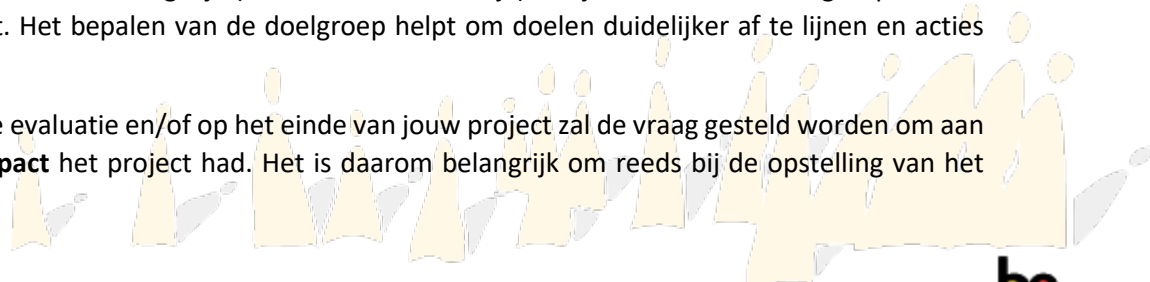 t. Het bepalen van de doelgroep helpt om doelen duidelijker af te lijnen en acties
e evaluatie en/of op het einde van jouw project zal de vraag gesteld worden om aan
pact het project had. Het is daarom belangrijk om reeds bij de opstelling van het
be